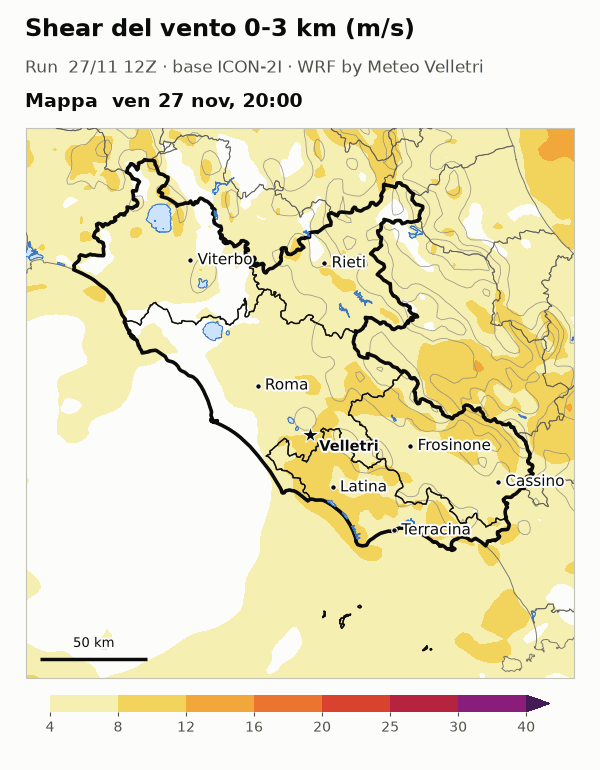 Shear del vento 0-3 km (m/s)
Run  27/11 12Z · base ICON-2I · WRF by Meteo Velletri
Mappa  ven 27 nov, 20:00
Viterbo
Rieti
Roma
Velletri
Frosinone
Latina
Cassino
Terracina
50 km
4 8 12 16 20 25 30 40